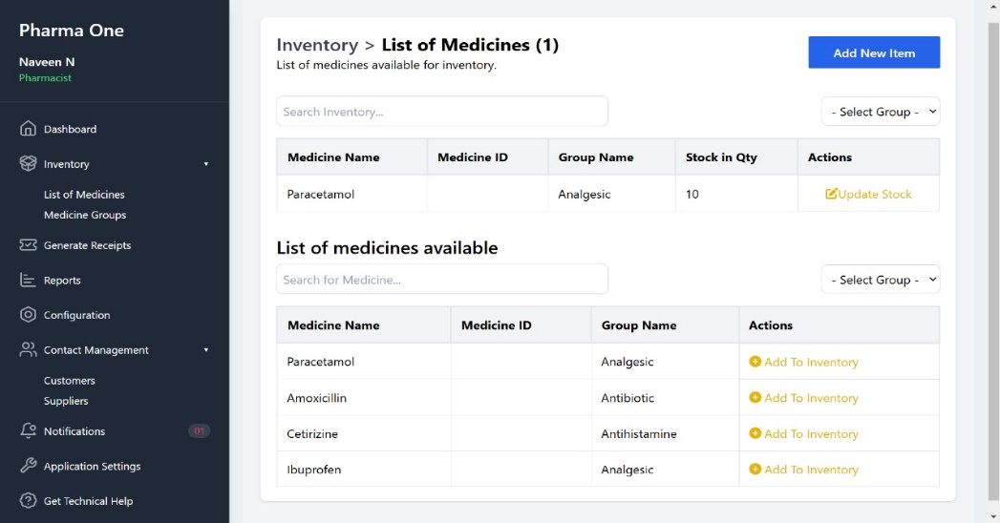 Pharma One
Naveen N
Pharmacist
Dashboard
Inventory
List of Medicines
Medicine Groups
Generate Receipts
Reports
Configuration
Contact Management
Customers
Suppliers
Notifications 01
Application Settings
Get Technical Help
Inventory > List of Medicines (1)
List of medicines available for inventory.
Add New Item
Search Inventory... - Select Group -
Medicine Name Medicine ID Group Name Stock in Qty Actions
Paracetamol Analgesic 10 Update Stock
List of medicines available
Search for Medicine... - Select Group -
Medicine Name Medicine ID Group Name Actions
Paracetamol Analgesic Add To Inventory
Amoxicillin Antibiotic Add To Inventory
Cetirizine Antihistamine Add To Inventory
Ibuprofen Analgesic Add To Inventory